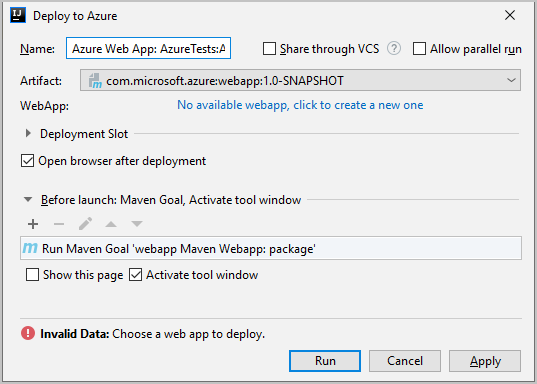 Deploy to Azure
Name: Azure Web App: AzureTests:A Share through VCS ? Allow parallel run
Artifact: m com.microsoft.azure:webapp:1.0-SNAPSHOT
WebApp: No available webapp, click to create a new one
Deployment Slot
Open browser after deployment
Before launch: Maven Goal, Activate tool window
m Run Maven Goal 'webapp Maven Webapp: package'
Show this page Activate tool window
Invalid Data: Choose a web app to deploy.
Run Cancel Apply